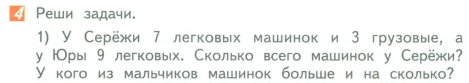 4 Реши задачи.
1) У Серёжи 7 легковых машинок и 3 грузовые, а
у Юры 9 легковых. Сколько всего машинок у Серёжи?
У кого из мальчиков машинок больше и на сколько?